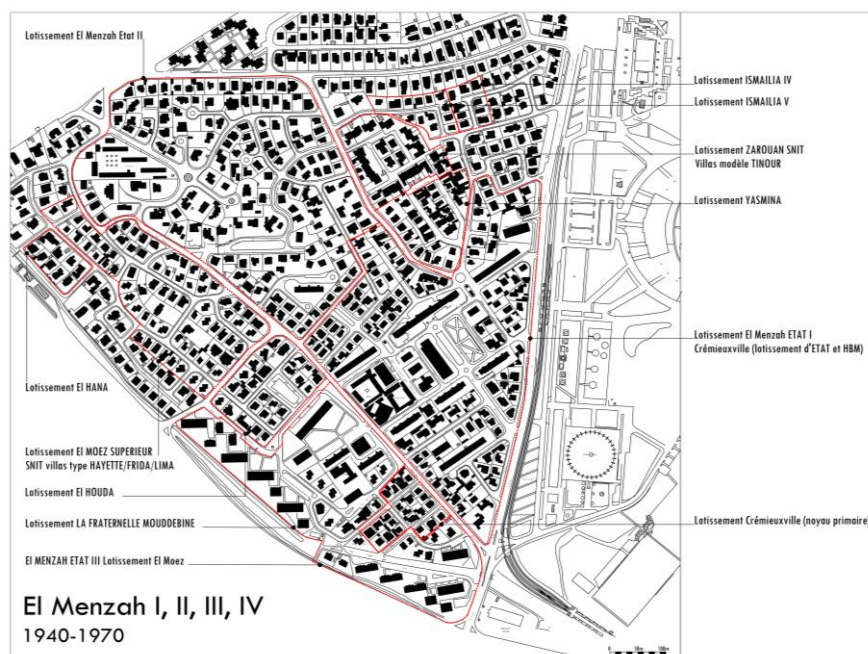 Lotissement El Menzah Etat II
Lotissement ISMAILIA IV
Lotissement ISMAILIA V
Lotissement ZAROUAN SNIT
Villas modèle TINOUR
Lotissement YASMINA
Lotissement El Menzah ETAT I
Crémieuxville (lotissement d'ETAT et HBM)
Lotissement El HANA
Lotissement El MOEZ SUPERIEUR
SNIT villas type HAYETTE/FRIDA/LIMA
Lotissement El HOUDA
Lotissement LA FRATERNELLE MOUDDEBINE
Lotissement Crémieuxville (noyau primaire)
El MENZAH ETAT III Lotissement El Moez
El Menzah I, II, III, IV
1940-1970